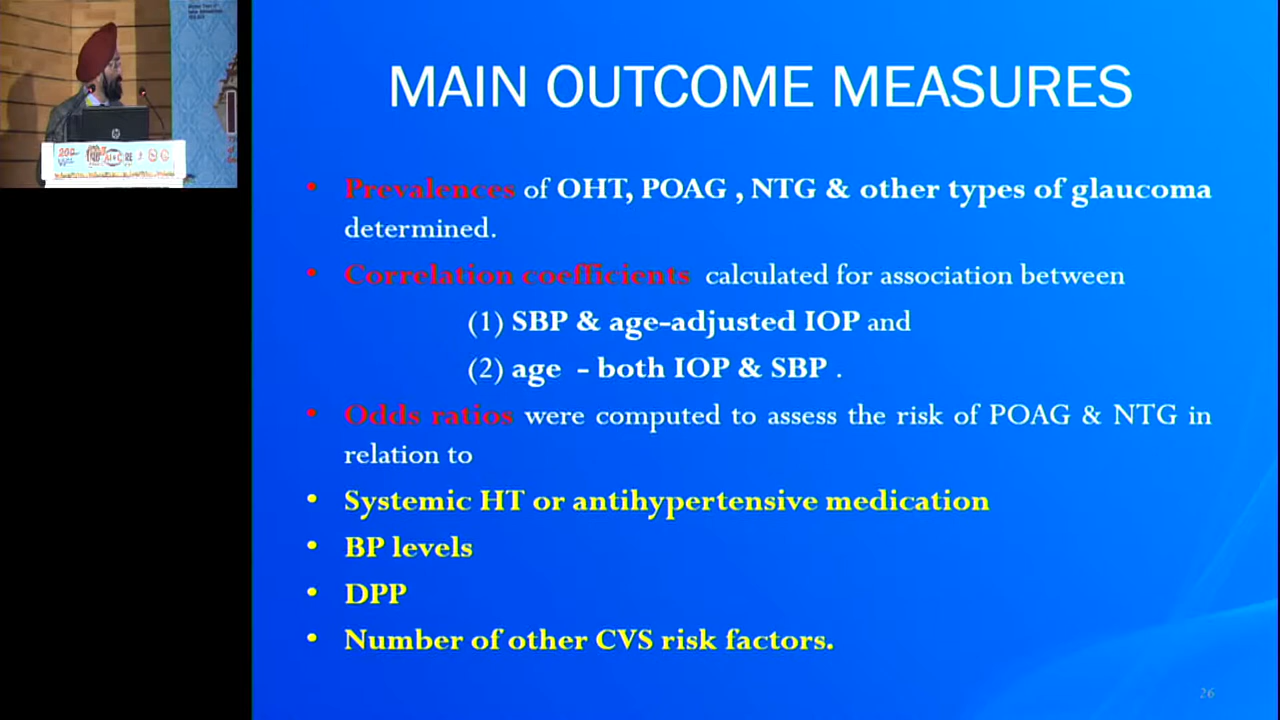 MAIN OUTCOME MEASURES
• Prevalences of OHT, POAG , NTG & other types of glaucoma
determined.
• Correlation coefficients calculated for association between
(1) SBP & age-adjusted IOP and
(2) age - both IOP & SBP .
• Odds ratios were computed to assess the risk of POAG & NTG in
relation to
• Systemic HT or antihypertensive medication
• BP levels
• DPP
• Number of other CVS risk factors.
26
hp